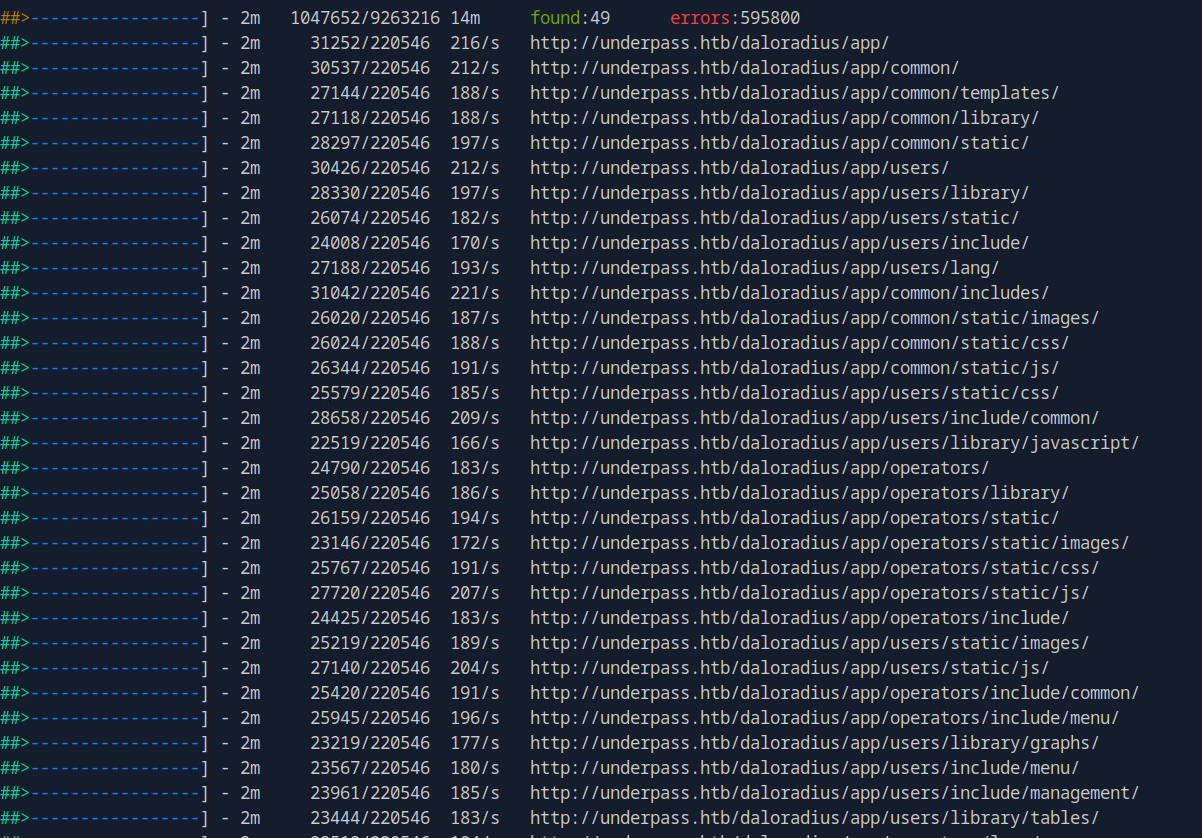 ##>-----------------] - 2m 1047652/9263216 14m found:49 errors:595800
##>-----------------] - 2m 31252/220546 216/s http://underpass.htb/daloradius/app/
##>-----------------] - 2m 30537/220546 212/s http://underpass.htb/daloradius/app/common/
##>-----------------] - 2m 27144/220546 188/s http://underpass.htb/daloradius/app/common/templates/
##>-----------------] - 2m 27118/220546 188/s http://underpass.htb/daloradius/app/common/library/
##>-----------------] - 2m 28297/220546 197/s http://underpass.htb/daloradius/app/common/static/
##>-----------------] - 2m 30426/220546 212/s http://underpass.htb/daloradius/app/users/
##>-----------------] - 2m 28330/220546 197/s http://underpass.htb/daloradius/app/users/library/
##>-----------------] - 2m 26074/220546 182/s http://underpass.htb/daloradius/app/users/static/
##>-----------------] - 2m 24008/220546 170/s http://underpass.htb/daloradius/app/users/include/
##>-----------------] - 2m 27188/220546 193/s http://underpass.htb/daloradius/app/users/lang/
##>-----------------] - 2m 31042/220546 221/s http://underpass.htb/daloradius/app/common/includes/
##>-----------------] - 2m 26020/220546 187/s http://underpass.htb/daloradius/app/common/static/images/
##>-----------------] - 2m 26024/220546 188/s http://underpass.htb/daloradius/app/common/static/css/
##>-----------------] - 2m 26344/220546 191/s http://underpass.htb/daloradius/app/common/static/js/
##>-----------------] - 2m 25579/220546 185/s http://underpass.htb/daloradius/app/users/static/css/
##>-----------------] - 2m 28658/220546 209/s http://underpass.htb/daloradius/app/users/include/common/
##>-----------------] - 2m 22519/220546 166/s http://underpass.htb/daloradius/app/users/library/javascript/
##>-----------------] - 2m 24790/220546 183/s http://underpass.htb/daloradius/app/operators/
##>-----------------] - 2m 25058/220546 186/s http://underpass.htb/daloradius/app/operators/library/
##>-----------------] - 2m 26159/220546 194/s http://underpass.htb/daloradius/app/operators/static/
##>-----------------] - 2m 23146/220546 172/s http://underpass.htb/daloradius/app/operators/static/images/
##>-----------------] - 2m 25767/220546 191/s http://underpass.htb/daloradius/app/operators/static/css/
##>-----------------] - 2m 27720/220546 207/s http://underpass.htb/daloradius/app/operators/static/js/
##>-----------------] - 2m 24425/220546 183/s http://underpass.htb/daloradius/app/operators/include/
##>-----------------] - 2m 25219/220546 189/s http://underpass.htb/daloradius/app/users/static/images/
##>-----------------] - 2m 27140/220546 204/s http://underpass.htb/daloradius/app/users/static/js/
##>-----------------] - 2m 25420/220546 191/s http://underpass.htb/daloradius/app/operators/include/common/
##>-----------------] - 2m 25945/220546 196/s http://underpass.htb/daloradius/app/operators/include/menu/
##>-----------------] - 2m 23219/220546 177/s http://underpass.htb/daloradius/app/users/library/graphs/
##>-----------------] - 2m 23567/220546 180/s http://underpass.htb/daloradius/app/users/include/menu/
##>-----------------] - 2m 23961/220546 185/s http://underpass.htb/daloradius/app/users/include/management/
##>-----------------] - 2m 23444/220546 183/s http://underpass.htb/daloradius/app/users/library/tables/